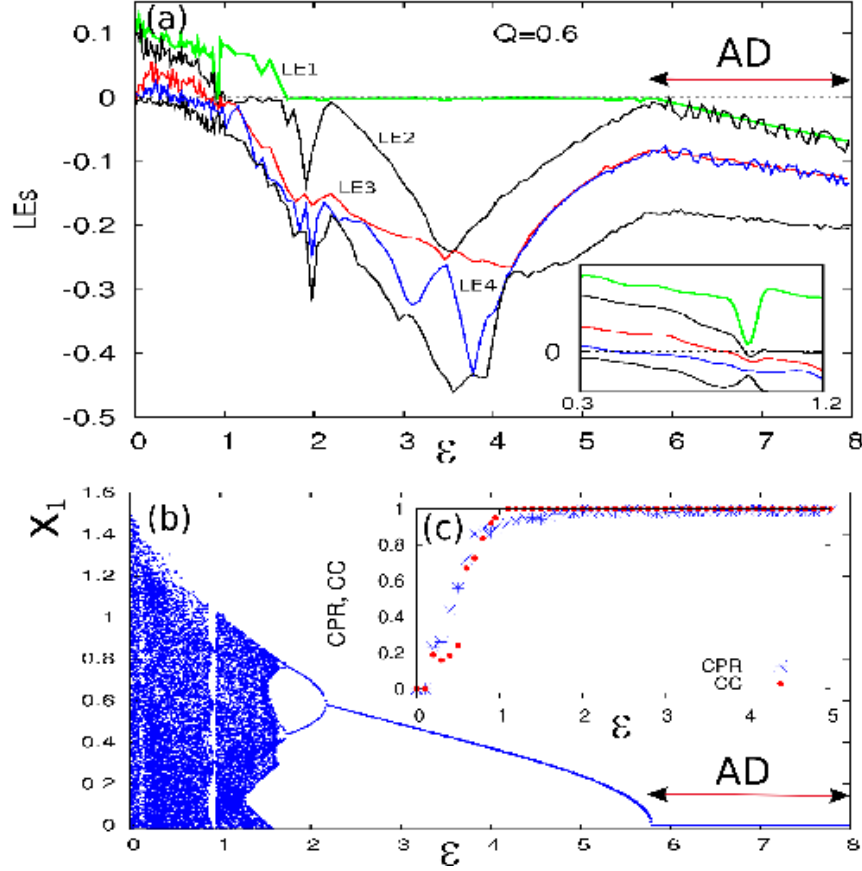 (a)
Q=0.6
AD
LE1
LE2
LE3
LE4
0.1
0
-0.1
-0.2
-0.3
-0.4
-0.5
LEs
0
0.3 1.2
0 1 2 3 4 5 6 7 8
ε
(b)
X1
1.6
1.4
1.2
1
0.8
0.6
0.4
0.2
0
(c)
CPR, CC
1
0.8
0.6
0.4
0.2
0
CPR
CC
0 1 2 3 4 5
ε
AD
0 1 2 3 4 5 6 7 8
ε